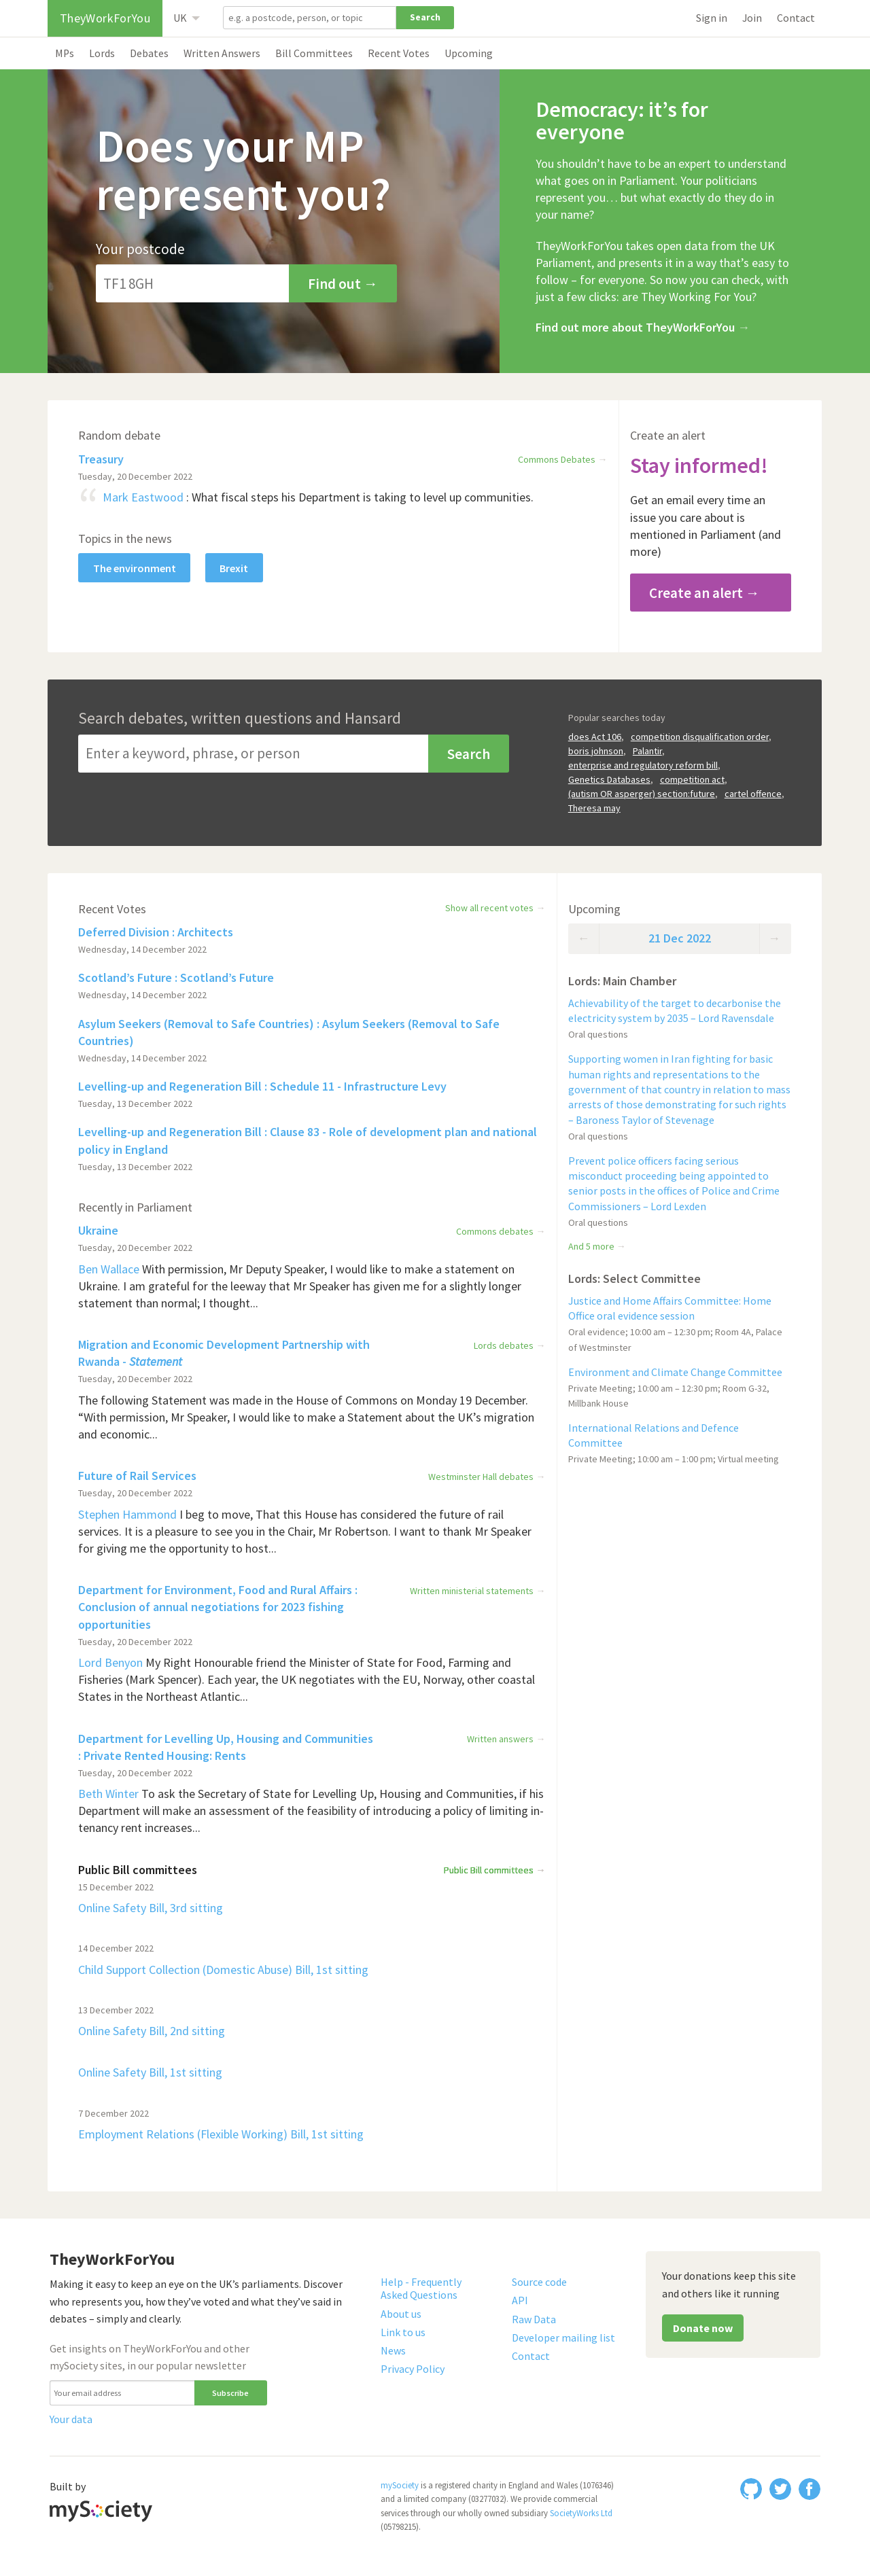 TheyWorkForYou
UK
e.g. a postcode, person, or topic
Search
Sign in
Join
Contact
MPs
Lords
Debates
Written Answers
Bill Committees
Recent Votes
Upcoming
Does your MP
represent you?
Your postcode
TF1 8GH
Find out →
Democracy: it’s for
everyone
You shouldn’t have to be an expert to understand
what goes on in Parliament. Your politicians
represent you… but what exactly do they do in
your name?
TheyWorkForYou takes open data from the UK
Parliament, and presents it in a way that’s easy to
follow – for everyone. So now you can check, with
just a few clicks: are They Working For You?
Find out more about TheyWorkForYou →
Random debate
Treasury
Commons Debates →
Tuesday, 20 December 2022
“ Mark Eastwood : What fiscal steps his Department is taking to level up communities.
Topics in the news
The environment
Brexit
Create an alert
Stay informed!
Get an email every time an
issue you care about is
mentioned in Parliament (and
more)
Create an alert →
Search debates, written questions and Hansard
Enter a keyword, phrase, or person
Search
Popular searches today
does Act 106, competition disqualification order,
boris johnson, Palantir,
enterprise and regulatory reform bill,
Genetics Databases, competition act,
(autism OR asperger) section:future, cartel offence,
Theresa may
Recent Votes
Show all recent votes →
Deferred Division : Architects
Wednesday, 14 December 2022
Scotland’s Future : Scotland’s Future
Wednesday, 14 December 2022
Asylum Seekers (Removal to Safe Countries) : Asylum Seekers (Removal to Safe
Countries)
Wednesday, 14 December 2022
Levelling-up and Regeneration Bill : Schedule 11 - Infrastructure Levy
Tuesday, 13 December 2022
Levelling-up and Regeneration Bill : Clause 83 - Role of development plan and national
policy in England
Tuesday, 13 December 2022
Recently in Parliament
Ukraine
Commons debates →
Tuesday, 20 December 2022
Ben Wallace With permission, Mr Deputy Speaker, I would like to make a statement on
Ukraine. I am grateful for the leeway that Mr Speaker has given me for a slightly longer
statement than normal; I thought...
Migration and Economic Development Partnership with
Rwanda - Statement
Lords debates →
Tuesday, 20 December 2022
The following Statement was made in the House of Commons on Monday 19 December.
“With permission, Mr Speaker, I would like to make a Statement about the UK’s migration
and economic...
Future of Rail Services
Westminster Hall debates →
Tuesday, 20 December 2022
Stephen Hammond I beg to move, That this House has considered the future of rail
services. It is a pleasure to see you in the Chair, Mr Robertson. I want to thank Mr Speaker
for giving me the opportunity to host...
Department for Environment, Food and Rural Affairs :
Conclusion of annual negotiations for 2023 fishing
opportunities
Written ministerial statements →
Tuesday, 20 December 2022
Lord Benyon My Right Honourable friend the Minister of State for Food, Farming and
Fisheries (Mark Spencer). Each year, the UK negotiates with the EU, Norway, other coastal
States in the Northeast Atlantic...
Department for Levelling Up, Housing and Communities
: Private Rented Housing: Rents
Written answers →
Tuesday, 20 December 2022
Beth Winter To ask the Secretary of State for Levelling Up, Housing and Communities, if his
Department will make an assessment of the feasibility of introducing a policy of limiting in-
tenancy rent increases...
Public Bill committees
Public Bill committees →
15 December 2022
Online Safety Bill, 3rd sitting
14 December 2022
Child Support Collection (Domestic Abuse) Bill, 1st sitting
13 December 2022
Online Safety Bill, 2nd sitting
Online Safety Bill, 1st sitting
7 December 2022
Employment Relations (Flexible Working) Bill, 1st sitting
Upcoming
← 21 Dec 2022 →
Lords: Main Chamber
Achievability of the target to decarbonise the
electricity system by 2035 – Lord Ravensdale
Oral questions
Supporting women in Iran fighting for basic
human rights and representations to the
government of that country in relation to mass
arrests of those demonstrating for such rights
– Baroness Taylor of Stevenage
Oral questions
Prevent police officers facing serious
misconduct proceeding being appointed to
senior posts in the offices of Police and Crime
Commissioners – Lord Lexden
Oral questions
And 5 more →
Lords: Select Committee
Justice and Home Affairs Committee: Home
Office oral evidence session
Oral evidence; 10:00 am – 12:30 pm; Room 4A, Palace
of Westminster
Environment and Climate Change Committee
Private Meeting; 10:00 am – 12:30 pm; Room G-32,
Millbank House
International Relations and Defence
Committee
Private Meeting; 10:00 am – 1:00 pm; Virtual meeting
TheyWorkForYou
Making it easy to keep an eye on the UK’s parliaments. Discover
who represents you, how they’ve voted and what they’ve said in
debates – simply and clearly.
Get insights on TheyWorkForYou and other
mySociety sites, in our popular newsletter
Your email address
Subscribe
Your data
Help - Frequently
Asked Questions
About us
Link to us
News
Privacy Policy
Source code
API
Raw Data
Developer mailing list
Contact
Your donations keep this site
and others like it running
Donate now
Built by
mySociety
mySociety is a registered charity in England and Wales (1076346)
and a limited company (03277032). We provide commercial
services through our wholly owned subsidiary SocietyWorks Ltd
(05798215).